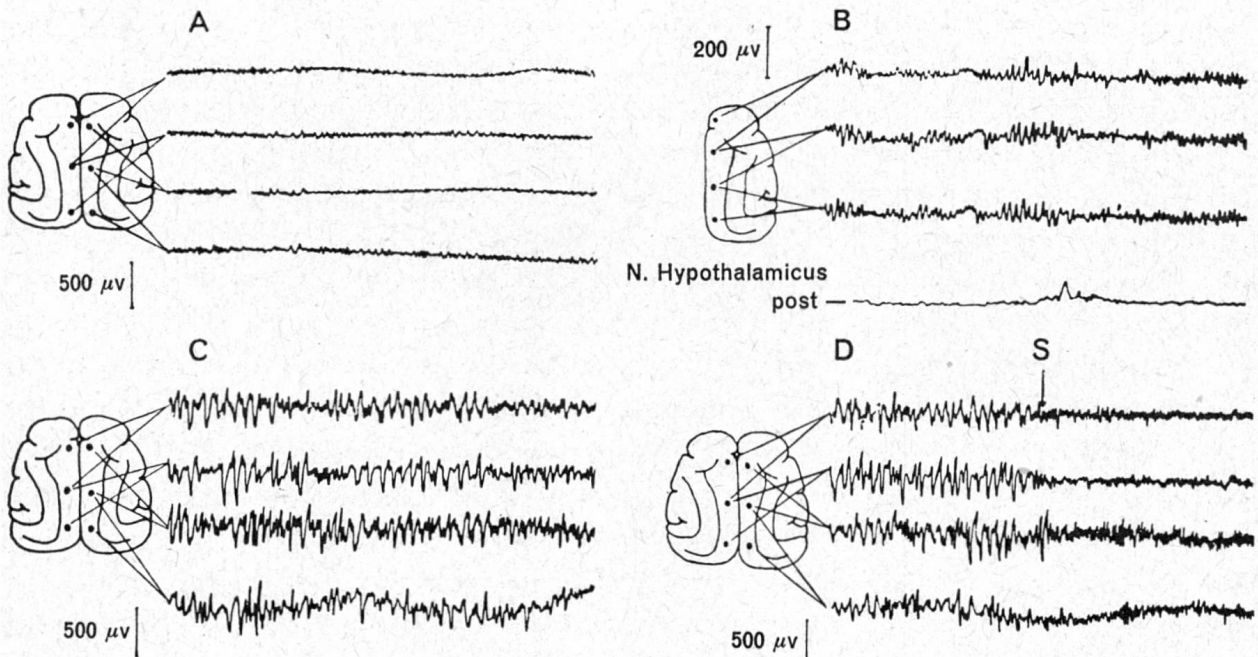 A
500 μv
B
200 μv
N. Hypothalamicus
post
C
500 μv
D
S
500 μv